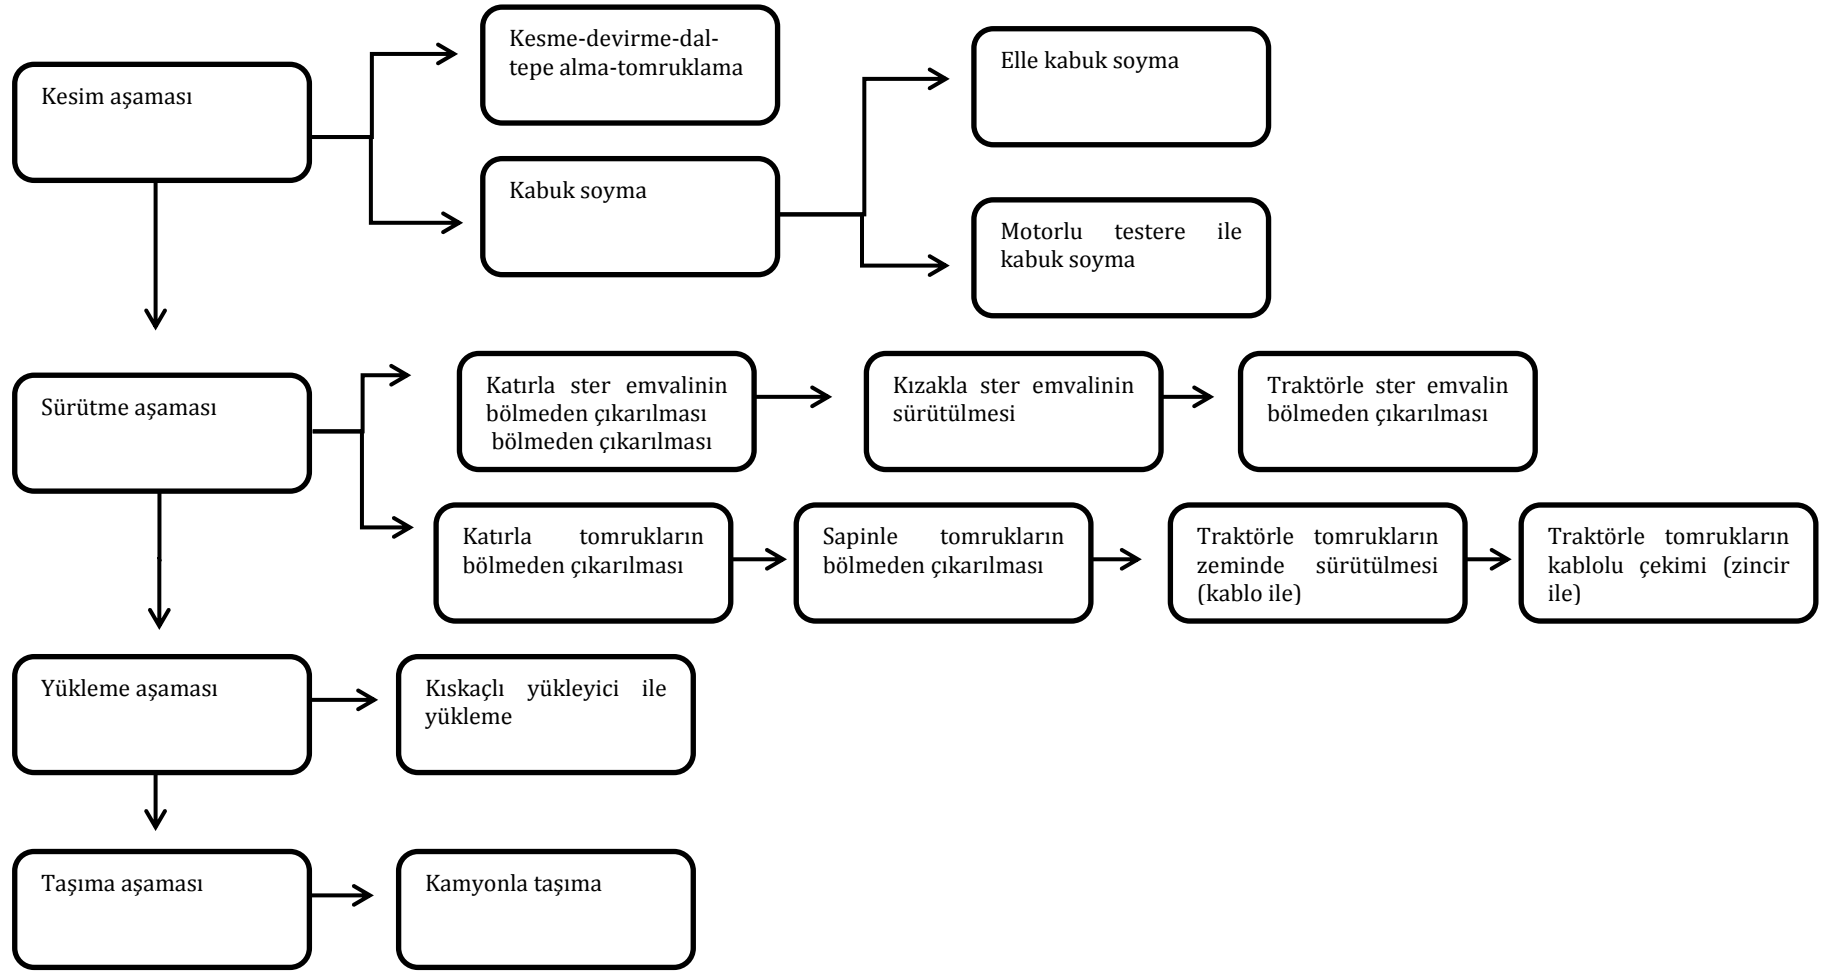 Kesim aşaması
Kesme-devirme-dal-
tepe alma-tomruklama
Kabuk soyma
Elle kabuk soyma
Motorlu testere ile
kabuk soyma
Sürütme aşaması
Katırla ster emvalinin
bölmeden çıkarılması
bölmeden çıkarılması
Kızakla ster emvalinin
sürütülmesi
Traktörle ster emvalin
bölmeden çıkarılması
Katırla tomrukların
bölmeden çıkarılması
Sapinle tomrukların
bölmeden çıkarılması
Traktörle tomrukların
zeminde sürütülmesi
(kablo ile)
Traktörle tomrukların
kablolu çekimi (zincir
ile)
Yükleme aşaması
Kıskaçlı yükleyici ile
yükleme
Taşıma aşaması
Kamyonla taşıma